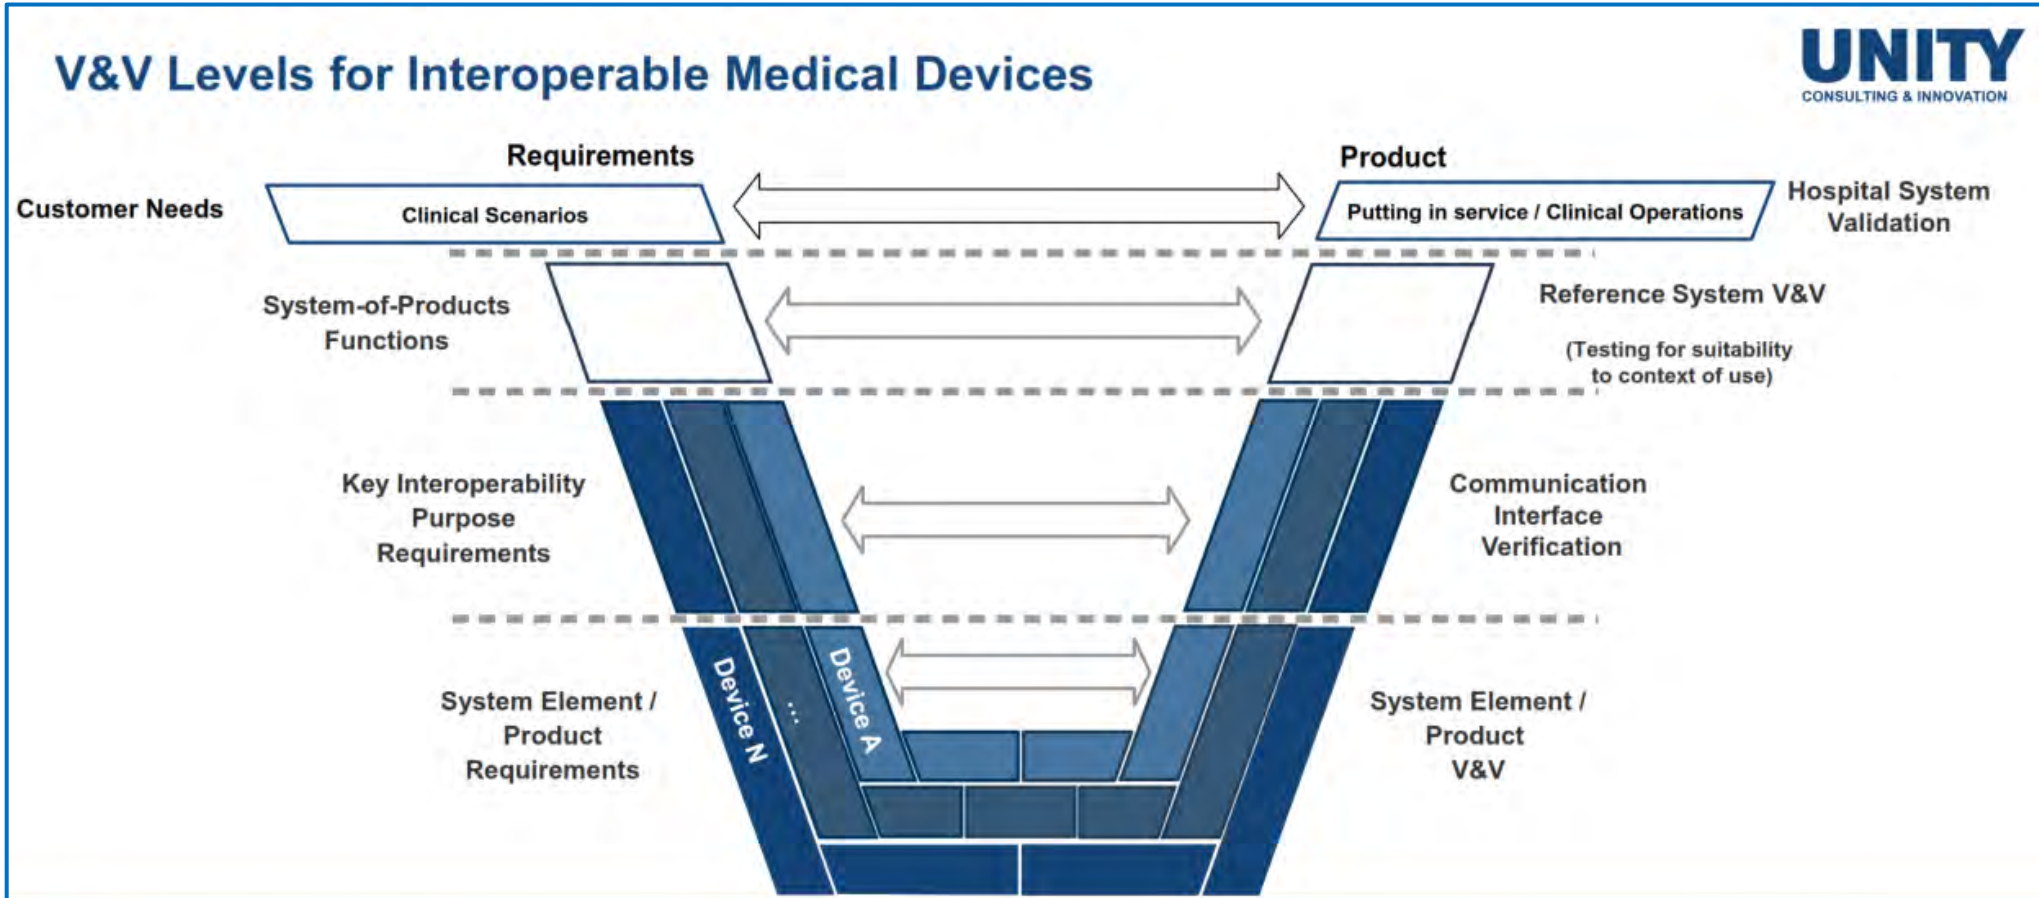 V&V Levels for Interoperable Medical Devices
UNITY
CONSULTING & INNOVATION
Requirements
Product
Customer Needs
Clinical Scenarios
Putting in service / Clinical Operations
Hospital System
Validation
System-of-Products
Functions
Reference System V&V
(Testing for suitability
to context of use)
Key Interoperability
Purpose
Requirements
Communication
Interface
Verification
System Element /
Product
Requirements
Device N
...
Device A
System Element /
Product
V&V